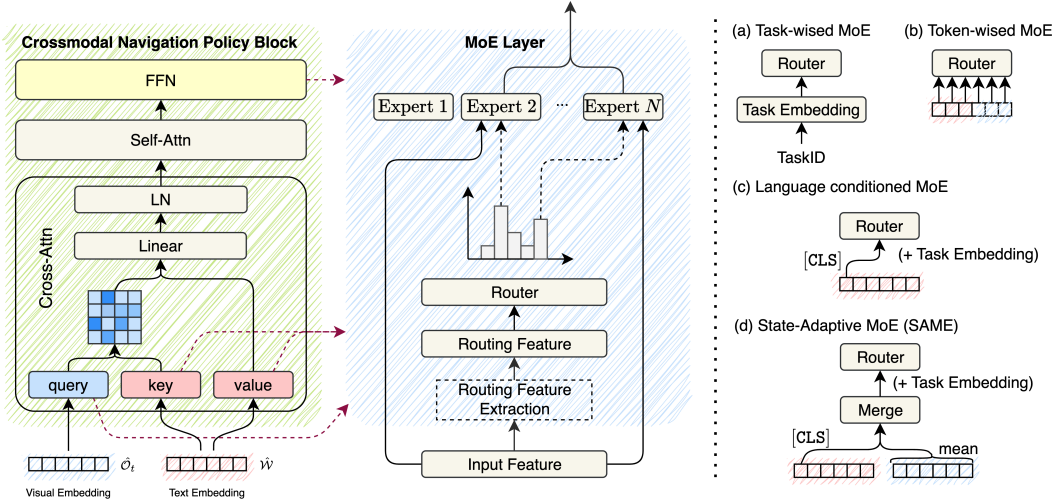 Crossmodal Navigation Policy Block
FFN
Self-Attn
Cross-Attn
LN
Linear
query
key
value
Ô_t
Ŵ
Visual Embedding
Text Embedding
MoE Layer
Expert 1
Expert 2
...
Expert N
Router
Routing Feature
Routing Feature
Extraction
Input Feature
(a) Task-wised MoE
Router
Task Embedding
TaskID
(b) Token-wised MoE
Router
(c) Language conditioned MoE
Router
[CLS]
(+ Task Embedding)
(d) State-Adaptive MoE (SAME)
Router
(+ Task Embedding)
Merge
[CLS]
mean